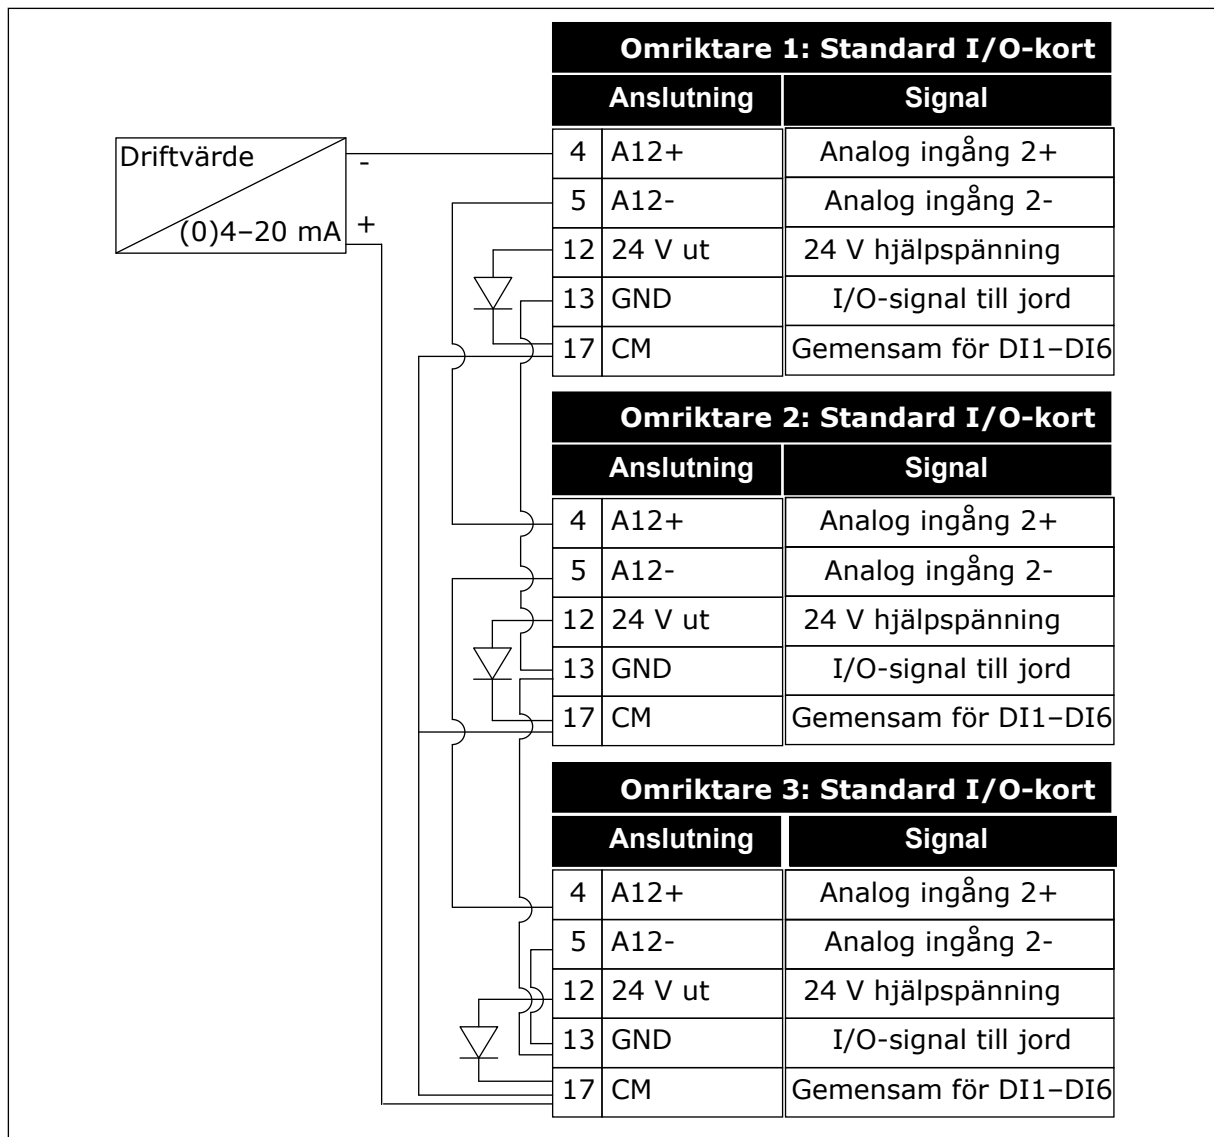 Omriktare 1: Standard I/O-kort
Anslutning Signal
4 A12+ Analog ingång 2+
5 A12- Analog ingång 2-
12 24 V ut 24 V hjälpspänning
13 GND I/O-signal till jord
17 CM Gemensam för DI1–DI6
Driftvärde
-
(0)4–20 mA
+
Omriktare 2: Standard I/O-kort
Anslutning Signal
4 A12+ Analog ingång 2+
5 A12- Analog ingång 2-
12 24 V ut 24 V hjälpspänning
13 GND I/O-signal till jord
17 CM Gemensam för DI1–DI6
Omriktare 3: Standard I/O-kort
Anslutning Signal
4 A12+ Analog ingång 2+
5 A12- Analog ingång 2-
12 24 V ut 24 V hjälpspänning
13 GND I/O-signal till jord
17 CM Gemensam för DI1–DI6